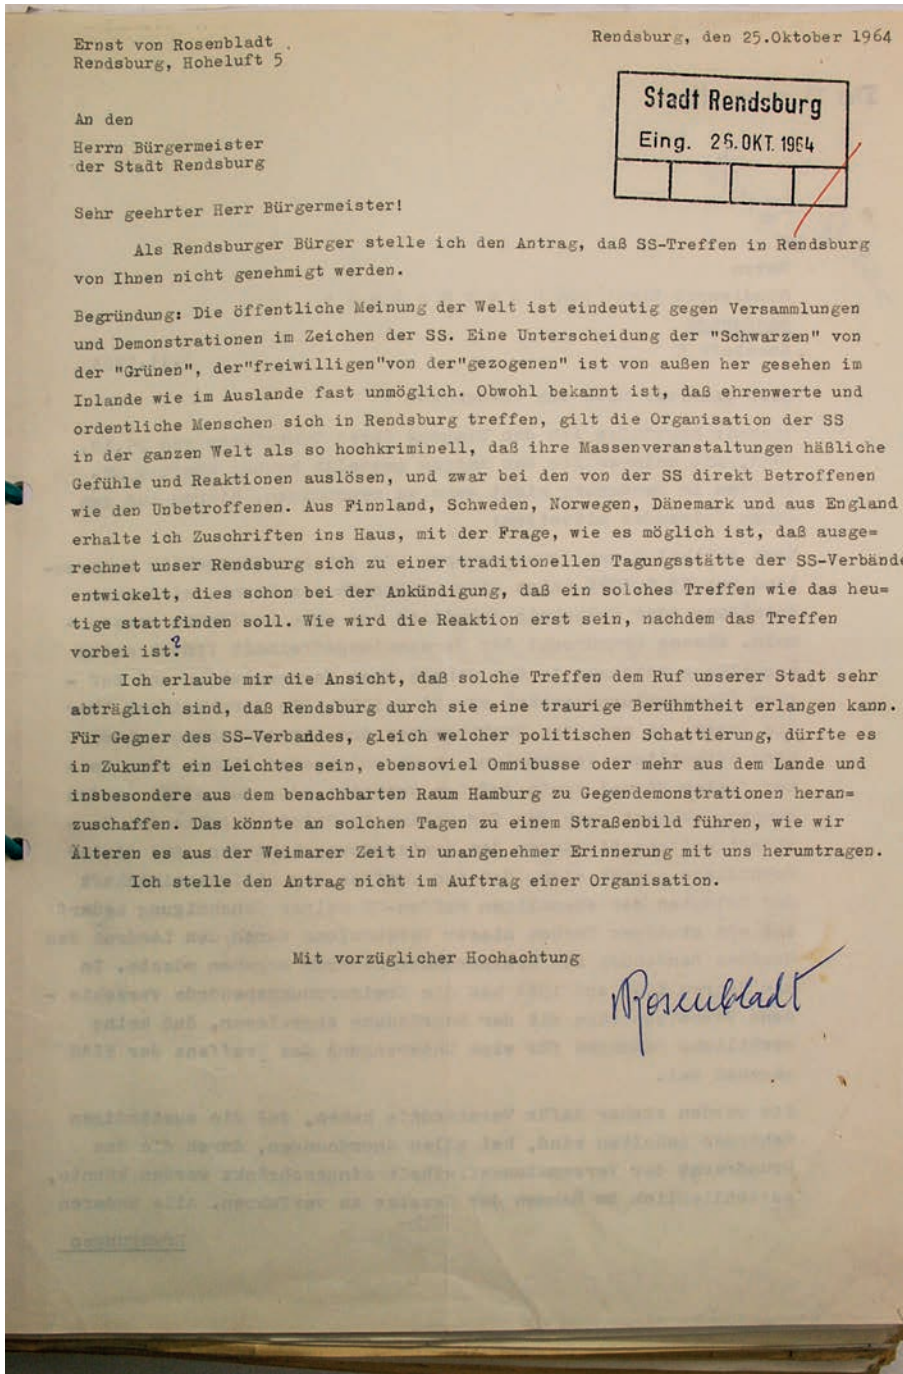 Ernst von Rosenbladt
Rendsburg, Hoheluft 5
Rendsburg, den 25.Oktober 1964
Stadt Rendsburg
Eing. 26.OKT.1964
An den
Herrn Bürgermeister
der Stadt Rendsburg
Sehr geehrter Herr Bürgermeister!
Als Rendsburger Bürger stelle ich den Antrag, daß SS-Treffen in Rendsburg
von Ihnen nicht genehmigt werden.
Begründung: Die öffentliche Meinung der Welt ist eindeutig gegen Versammlungen
und Demonstrationen im Zeichen der SS. Eine Unterscheidung der "Schwarzen" von
der "Grünen", der"freiwilligen"von der"gezogenen" ist von außen her gesehen im
Inlande wie im Auslande fast unmöglich. Obwohl bekannt ist, daß ehrenwerte und
ordentliche Menschen sich in Rendsburg treffen, gilt die Organisation der SS
in der ganzen Welt als so hochkriminell, daß ihre Massenveranstaltungen häßliche
Gefühle und Reaktionen auslösen, und zwar bei den von der SS direkt Betroffenen
wie den Unbetroffenen. Aus Finnland, Schweden, Norwegen, Dänemark und aus England
erhalte ich Zuschriften ins Haus, mit der Frage, wie es möglich ist, daß ausge=
rechnet unser Rendsburg sich zu einer traditionellen Tagungsstätte der SS-Verbände
entwickelt, dies schon bei der Ankündigung, daß ein solches Treffen wie das heu=
tige stattfinden soll. Wie wird die Reaktion erst sein, nachdem das Treffen
vorbei ist?
Ich erlaube mir die Ansicht, daß solche Treffen dem Ruf unserer Stadt sehr
abträglich sind, daß Rendsburg durch sie eine traurige Berühmtheit erlangen kann.
Für Gegner des SS-Verbandes, gleich welcher politischen Schattierung, dürfte es
in Zukunft ein Leichtes sein, ebensoviel Omnibusse oder mehr aus dem Lande und
insbesondere aus dem benachbarten Raum Hamburg zu Gegendemonstrationen heran=
zuschaffen. Das könnte an solchen Tagen zu einem Straßenbild führen, wie wir
Älteren es aus der Weimarer Zeit in unangenehmer Erinnerung mit uns herumtragen.
Ich stelle den Antrag nicht im Auftrag einer Organisation.
Mit vorzüglicher Hochachtung
Rosenbladt